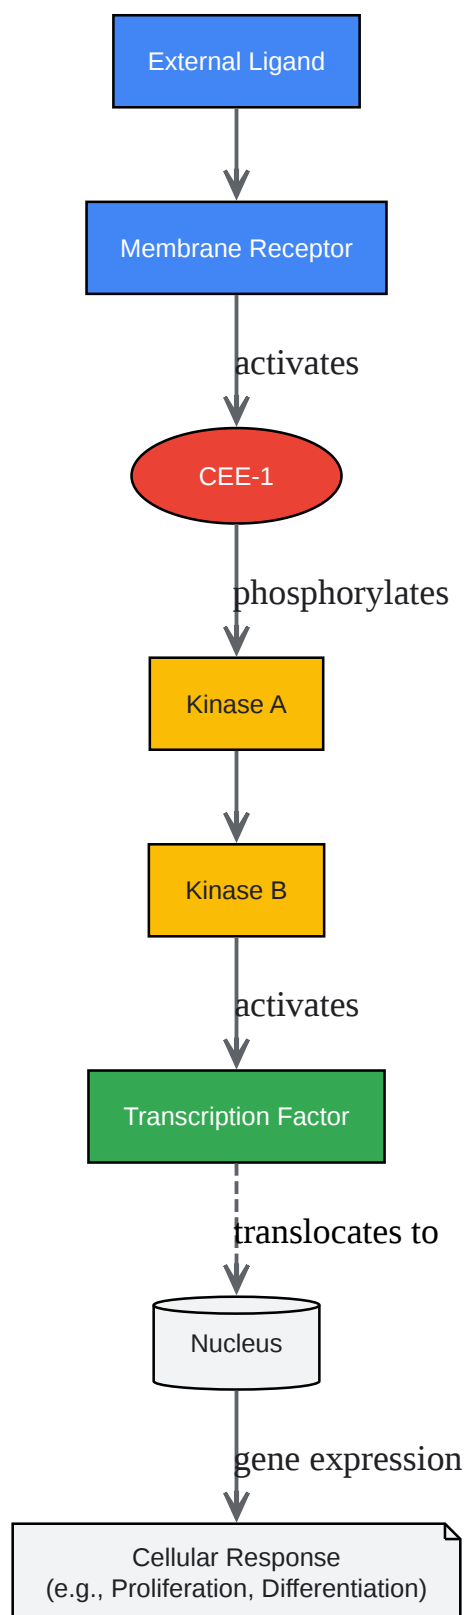 External Ligand
Membrane Receptor
activates
CEE-1
phosphorylates
Kinase A
Kinase B
activates
Transcription Factor
translocates to
Nucleus
gene expression
Cellular Response
(e.g., Proliferation, Differentiation)